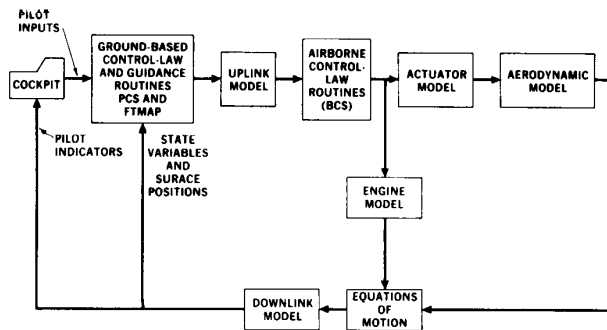 PILOT
INPUTS
COCKPIT
GROUND-BASED
CONTROL-LAW
AND GUIDANCE
ROUTINES
PCS AND
FTMAP
UPLINK
MODEL
AIRBORNE
CONTROL-
LAW
ROUTINES
(BCS)
ACTUATOR
MODEL
AERODYNAMIC
MODEL
PILOT
INDICATORS
STATE
VARIABLES
AND
SURACE
POSITIONS
ENGINE
MODEL
DOWNLINK
MODEL
EQUATIONS
OF
MOTION